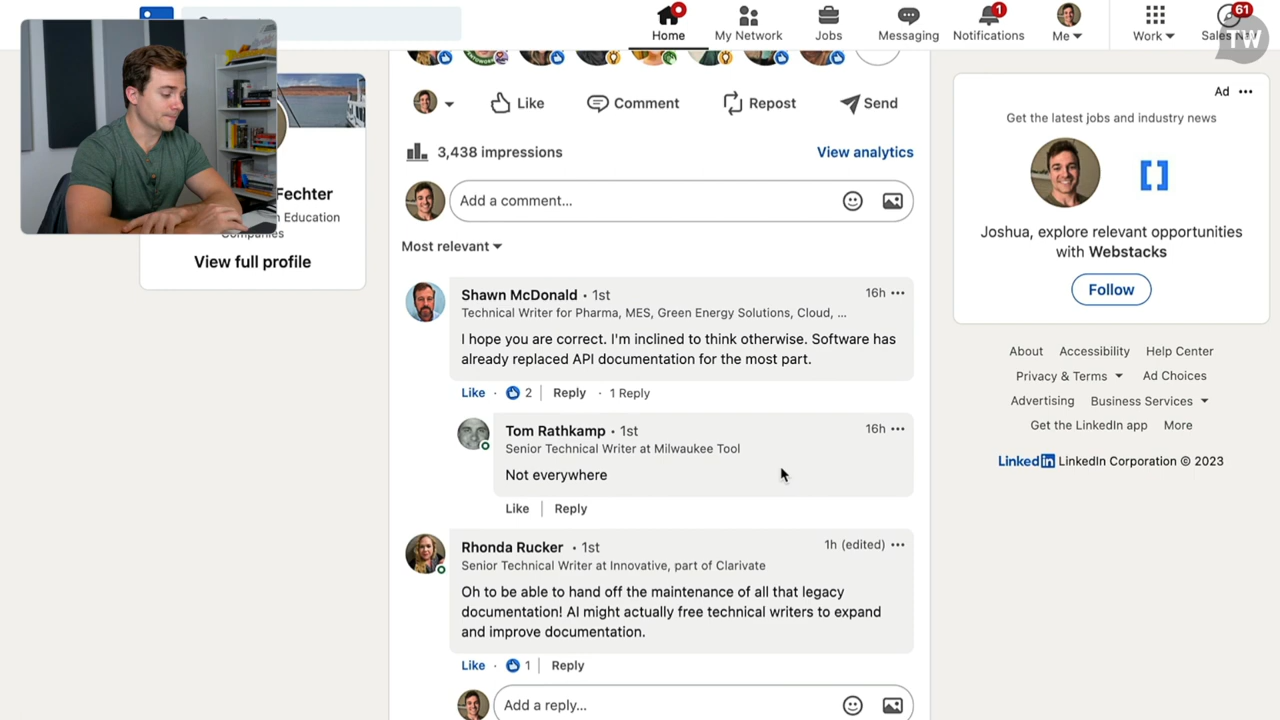 Home
My Network
Jobs
Messaging
1
Notifications
Me
Work
61
Sales
TW
Fechter
Education
Companies
View full profile
Like
Comment
Repost
Send
3,438 impressions
View analytics
Add a comment...
Most relevant
Shawn McDonald • 1st
16h •••
Technical Writer for Pharma, MES, Green Energy Solutions, Cloud, ...
I hope you are correct. I'm inclined to think otherwise. Software has
already replaced API documentation for the most part.
Like · 2 | Reply · 1 Reply
Tom Rathkamp • 1st
16h •••
Senior Technical Writer at Milwaukee Tool
Not everywhere
Like | Reply
Rhonda Rucker • 1st
1h (edited) •••
Senior Technical Writer at Innovative, part of Clarivate
Oh to be able to hand off the maintenance of all that legacy
documentation! AI might actually free technical writers to expand
and improve documentation.
Like · 1 | Reply
Add a reply...
Ad •••
Get the latest jobs and industry news
Joshua, explore relevant opportunities
with Webstacks
Follow
About Accessibility Help Center
Privacy & Terms Ad Choices
Advertising Business Services
Get the LinkedIn app More
LinkedIn LinkedIn Corporation © 2023